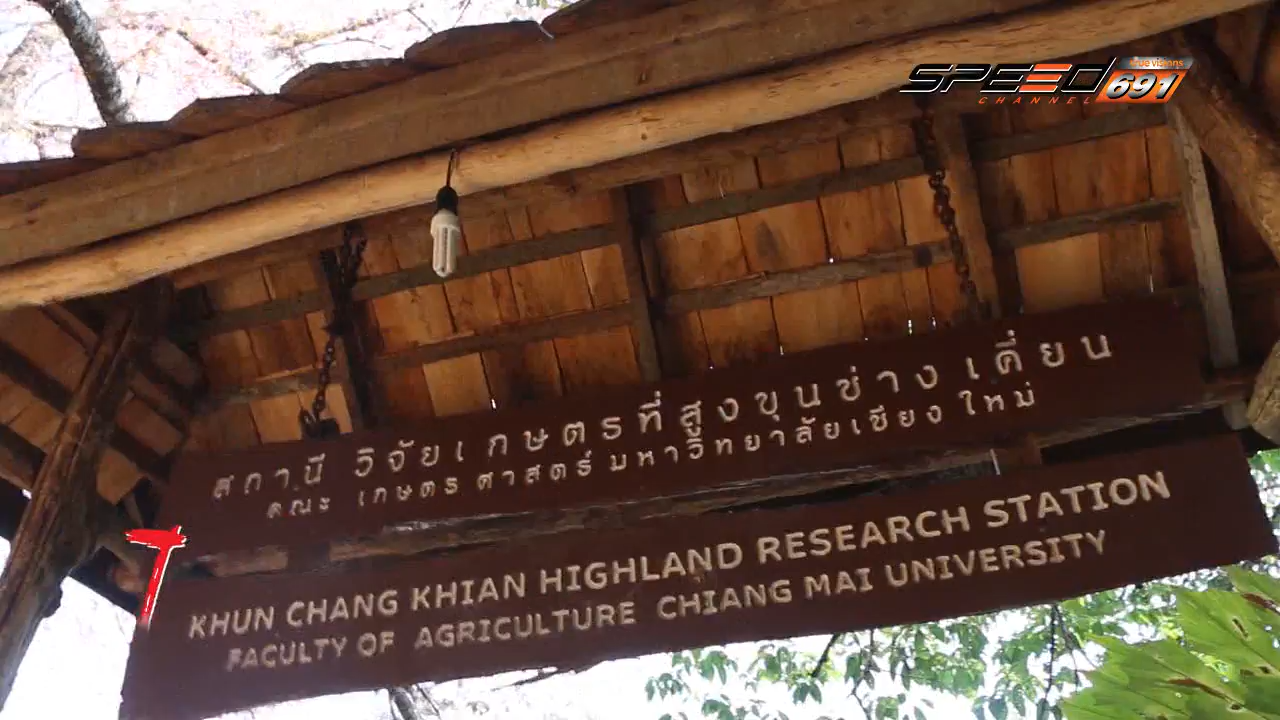 true visions
SPEED 691
CHANNEL
สถานี วิจัยเกษตรที่สูงขุนช่างเคี่ยน
คณะ เกษตรศาสตร์ มหาวิทยาลัยเชียงใหม่
T
KHUN CHANG KHIAN HIGHLAND RESEARCH STATION
FACULTY OF AGRICULTURE CHIANG MAI UNIVERSITY